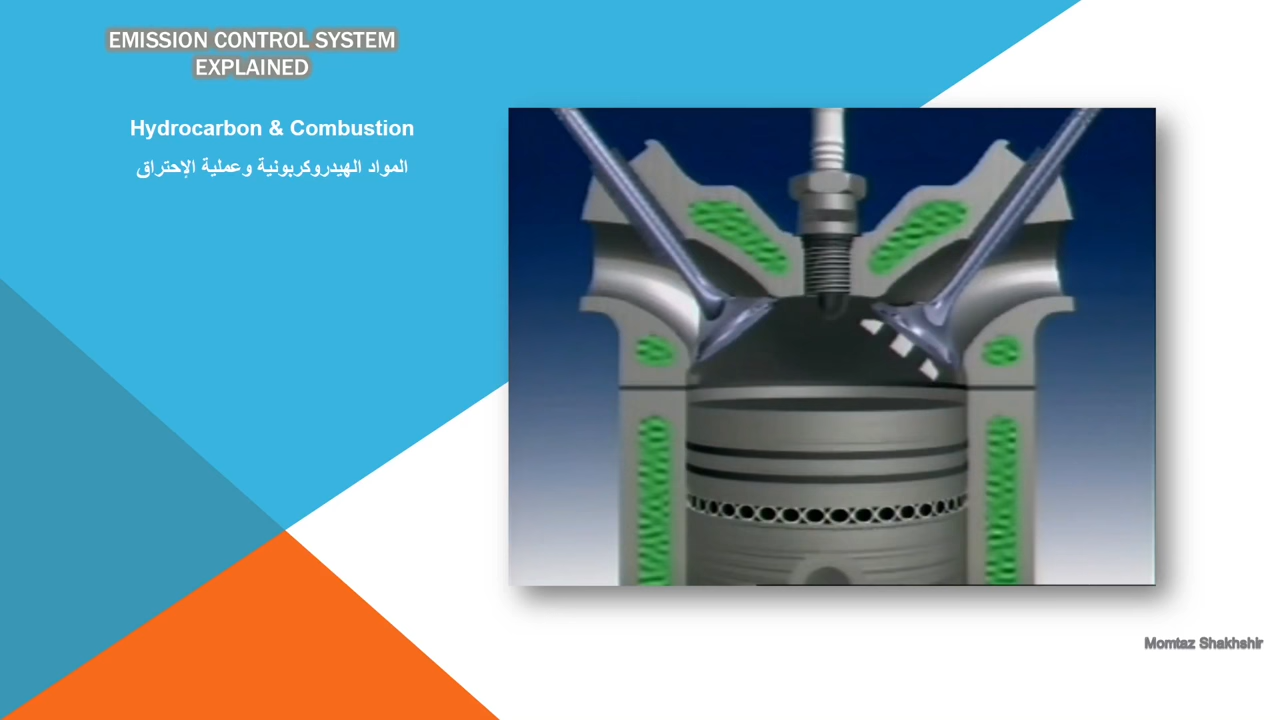 EMISSION CONTROL SYSTEM
EXPLAINED
Hydrocarbon & Combustion
المواد الهيدروكربونية وعملية الإحتراق
Momtaz Shakhshir